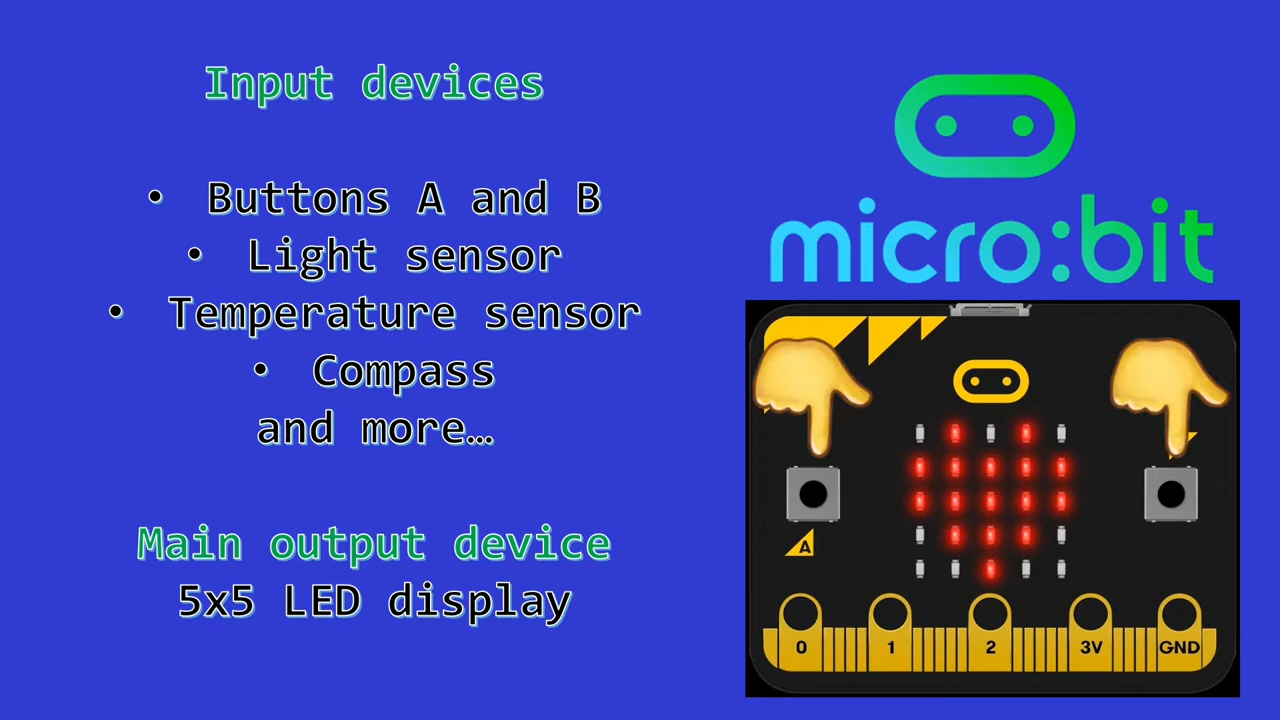 Input devices
• Buttons A and B
• Light sensor
• Temperature sensor
• Compass
and more…
Main output device
5x5 LED display
micro:bit
A
0 1 2 3V GND